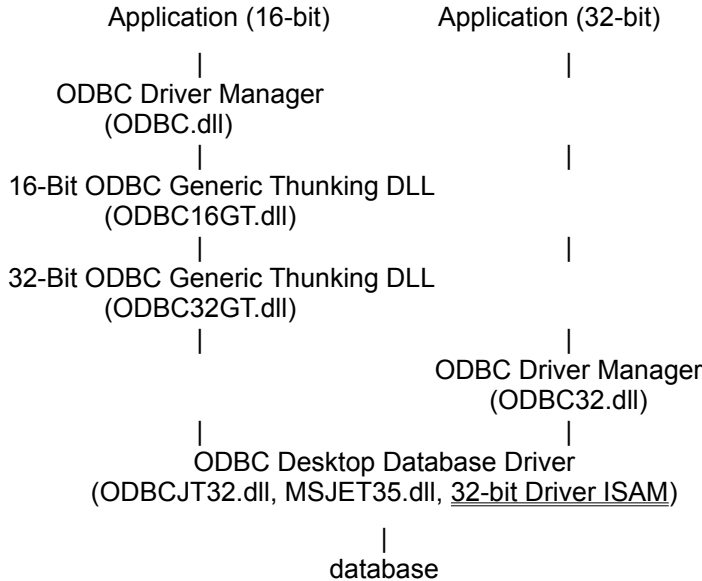 Application (16-bit) Application (32-bit)
| |
ODBC Driver Manager
(ODBC.dll)
| |
16-Bit ODBC Generic Thunking DLL
(ODBC16GT.dll)
| |
32-Bit ODBC Generic Thunking DLL
(ODBC32GT.dll)
| |
ODBC Driver Manager
(ODBC32.dll)
| |
ODBC Desktop Database Driver
(ODBCJT32.dll, MSJET35.dll, 32-bit Driver ISAM)
|
database